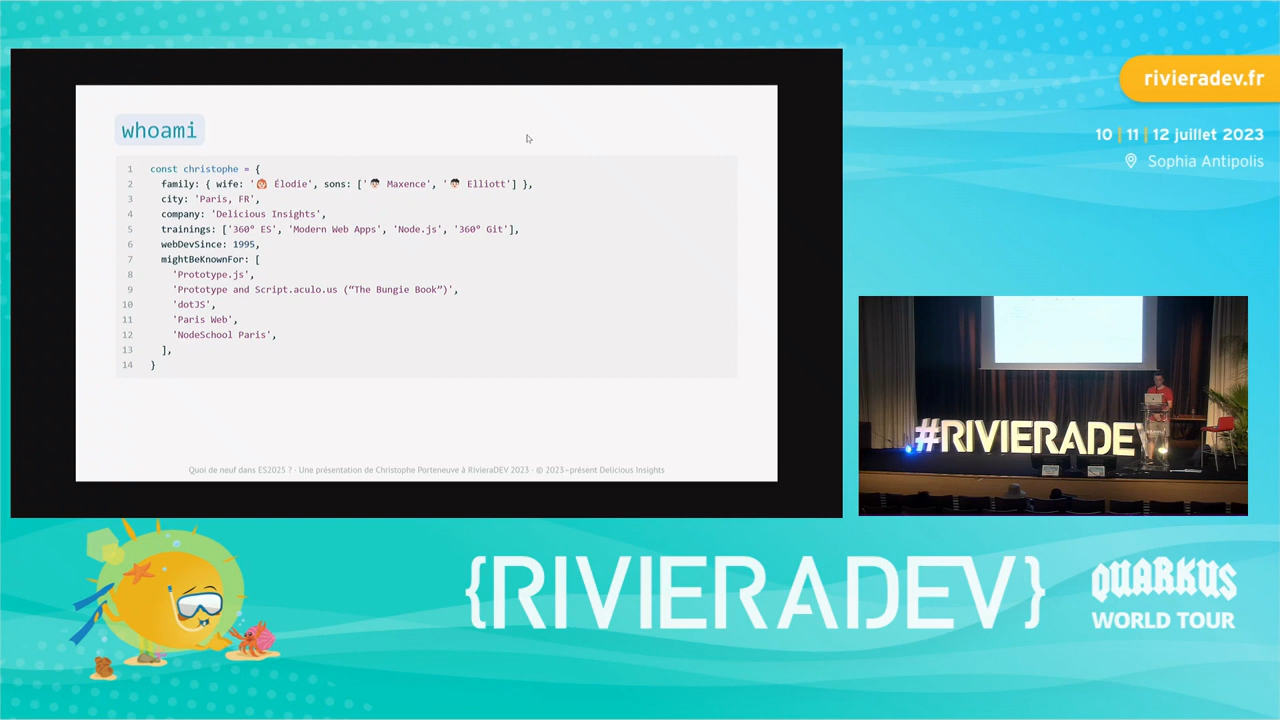 rivieradev.fr
10 | 11 | 12 juillet 2023
Sophia Antipolis
whoami
1 const christophe = {
2 family: { wife: '👩🏻‍🦰 Élodie', sons: ['👦🏻 Maxence', '👦🏻 Elliott'] },
3 city: 'Paris, FR',
4 company: 'Delicious Insights',
5 trainings: ['360° ES', 'Modern Web Apps', 'Node.js', '360° Git'],
6 webDevSince: 1995,
7 mightBeKnownFor: [
8 'Prototype.js',
9 'Prototype and Script.aculo.us (“The Bungie Book”)',
10 'dotJS',
11 'Paris Web',
12 'NodeSchool Paris',
13 ],
14 }
Quoi de neuf dans ES2025 ? · Une présentation de Christophe Porteneuve à RivieraDEV 2023 · © 2023–présent Delicious Insights
#RIVIERADEV
{RIVIERADEV}
QUARKUS
WORLD TOUR